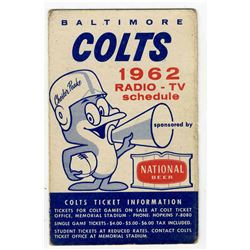 BALTIMORE
COLTS
1962
RADIO - TV
schedule
sponsored by
NATIONAL
BEER
COLTS TICKET INFORMATION
TICKETS FOR COLT GAMES ON SALE AT COLT TICKET
OFFICE, MEMORIAL STADIUM - PHONE: HOPKINS 7-8080
SINGLE GAME TICKETS - $4.00 - $5.00 - $6.00 TAX INCLUDED.
STUDENT TICKETS AT REDUCED RATES. CONTACT COLTS
TICKET OFFICE AT MEMORIAL STADIUM.